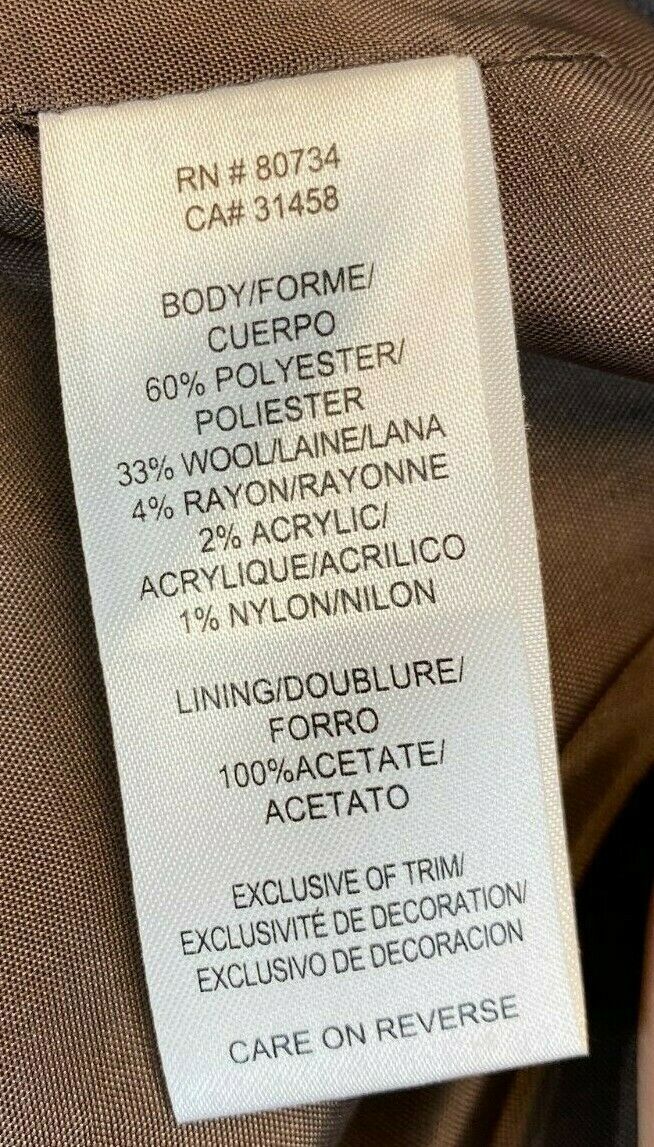 RN # 80734
CA# 31458
BODY/FORME/
CUERPO
60% POLYESTER/
POLIESTER
33% WOOL/LAINE/LANA
4% RAYON/RAYONNE
2% ACRYLIC/
ACRYLIQUE/ACRILICO
1% NYLON/NILON
LINING/DOUBLURE/
FORRO
100%ACETATE/
ACETATO
EXCLUSIVE OF TRIM/
EXCLUSIVITÉ DE DECORATION/
EXCLUSIVO DE DECORACION
CARE ON REVERSE